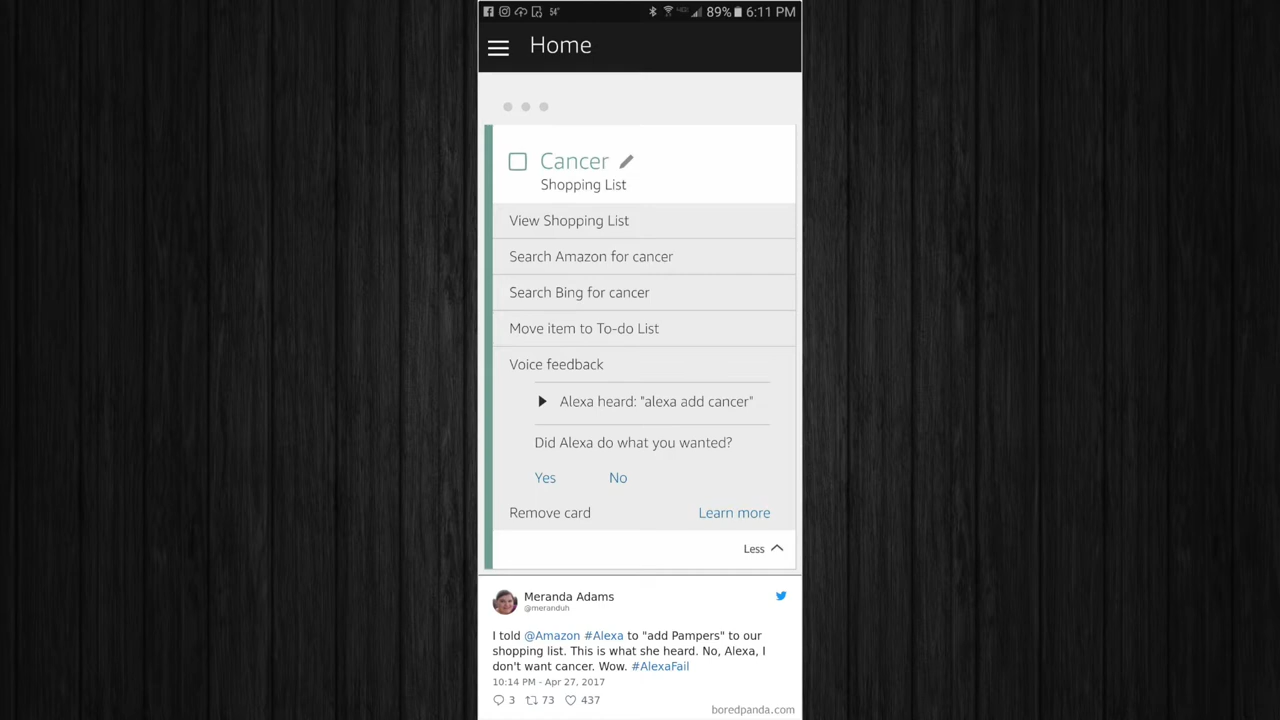 54°
89% 6:11 PM
Home
Cancer
Shopping List
View Shopping List
Search Amazon for cancer
Search Bing for cancer
Move item to To-do List
Voice feedback
Alexa heard: "alexa add cancer"
Did Alexa do what you wanted?
Yes No
Remove card Learn more
Less
Meranda Adams
@meranduh
I told @Amazon #Alexa to "add Pampers" to our
shopping list. This is what she heard. No, Alexa, I
don't want cancer. Wow. #AlexaFail
10:14 PM - Apr 27, 2017
3 73 437
boredpanda.com